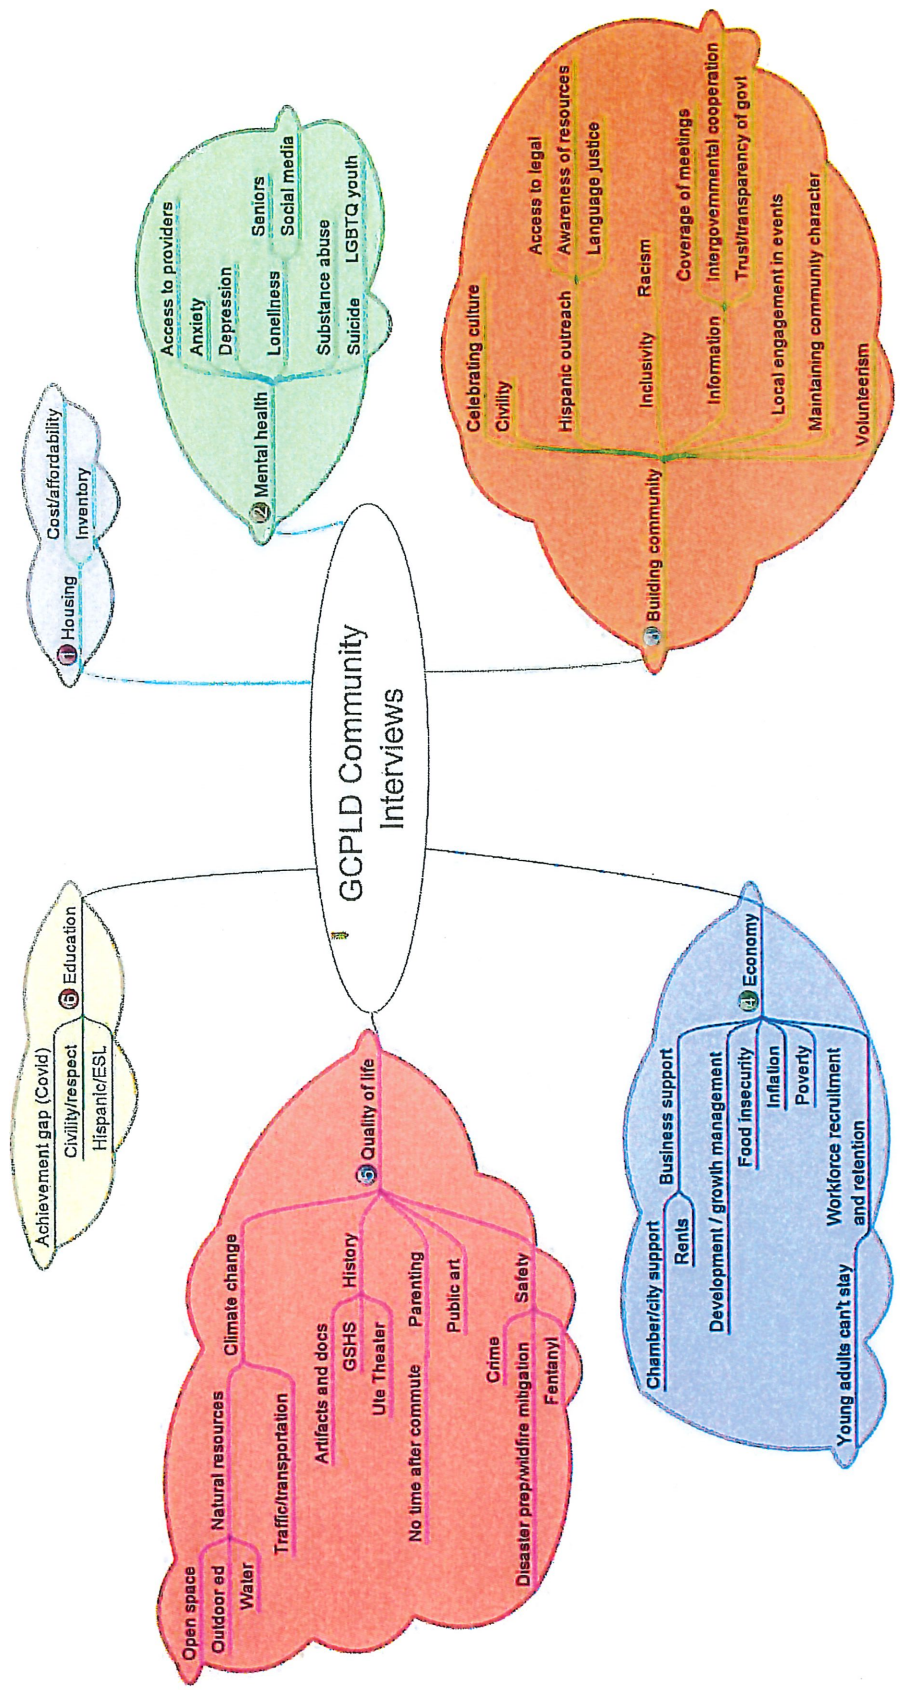 GCPLD Community
Interviews
1 Housing
Cost/affordability
Inventory
2 Mental health
Access to providers
Anxiety
Depression
Loneliness
Seniors
Social media
Substance abuse
Suicide
LGBTQ youth
Building community
Celebrating culture
Civility
Hispanic outreach
Access to legal
Awareness of resources
Language justice
Inclusivity
Racism
Information
Coverage of meetings
Intergovernmental cooperation
Trust/transparency of govt
Local engagement in events
Maintaining community character
Volunteerism
4 Economy
Business support
Chamber/city support
Rents
Development / growth management
Food insecurity
Inflation
Poverty
Workforce recruitment
and retention
Young adults can't stay
5 Quality of life
Climate change
Natural resources
Open space
Outdoor ed
Water
Traffic/transportation
History
Artifacts and docs
GSHS
Ute Theater
Parenting
No time after commute
Public art
Safety
Crime
Disaster prep/wildfire mitigation
Fentanyl
6 Education
Achievement gap (Covid)
Civility/respect
Hispanic/ESL